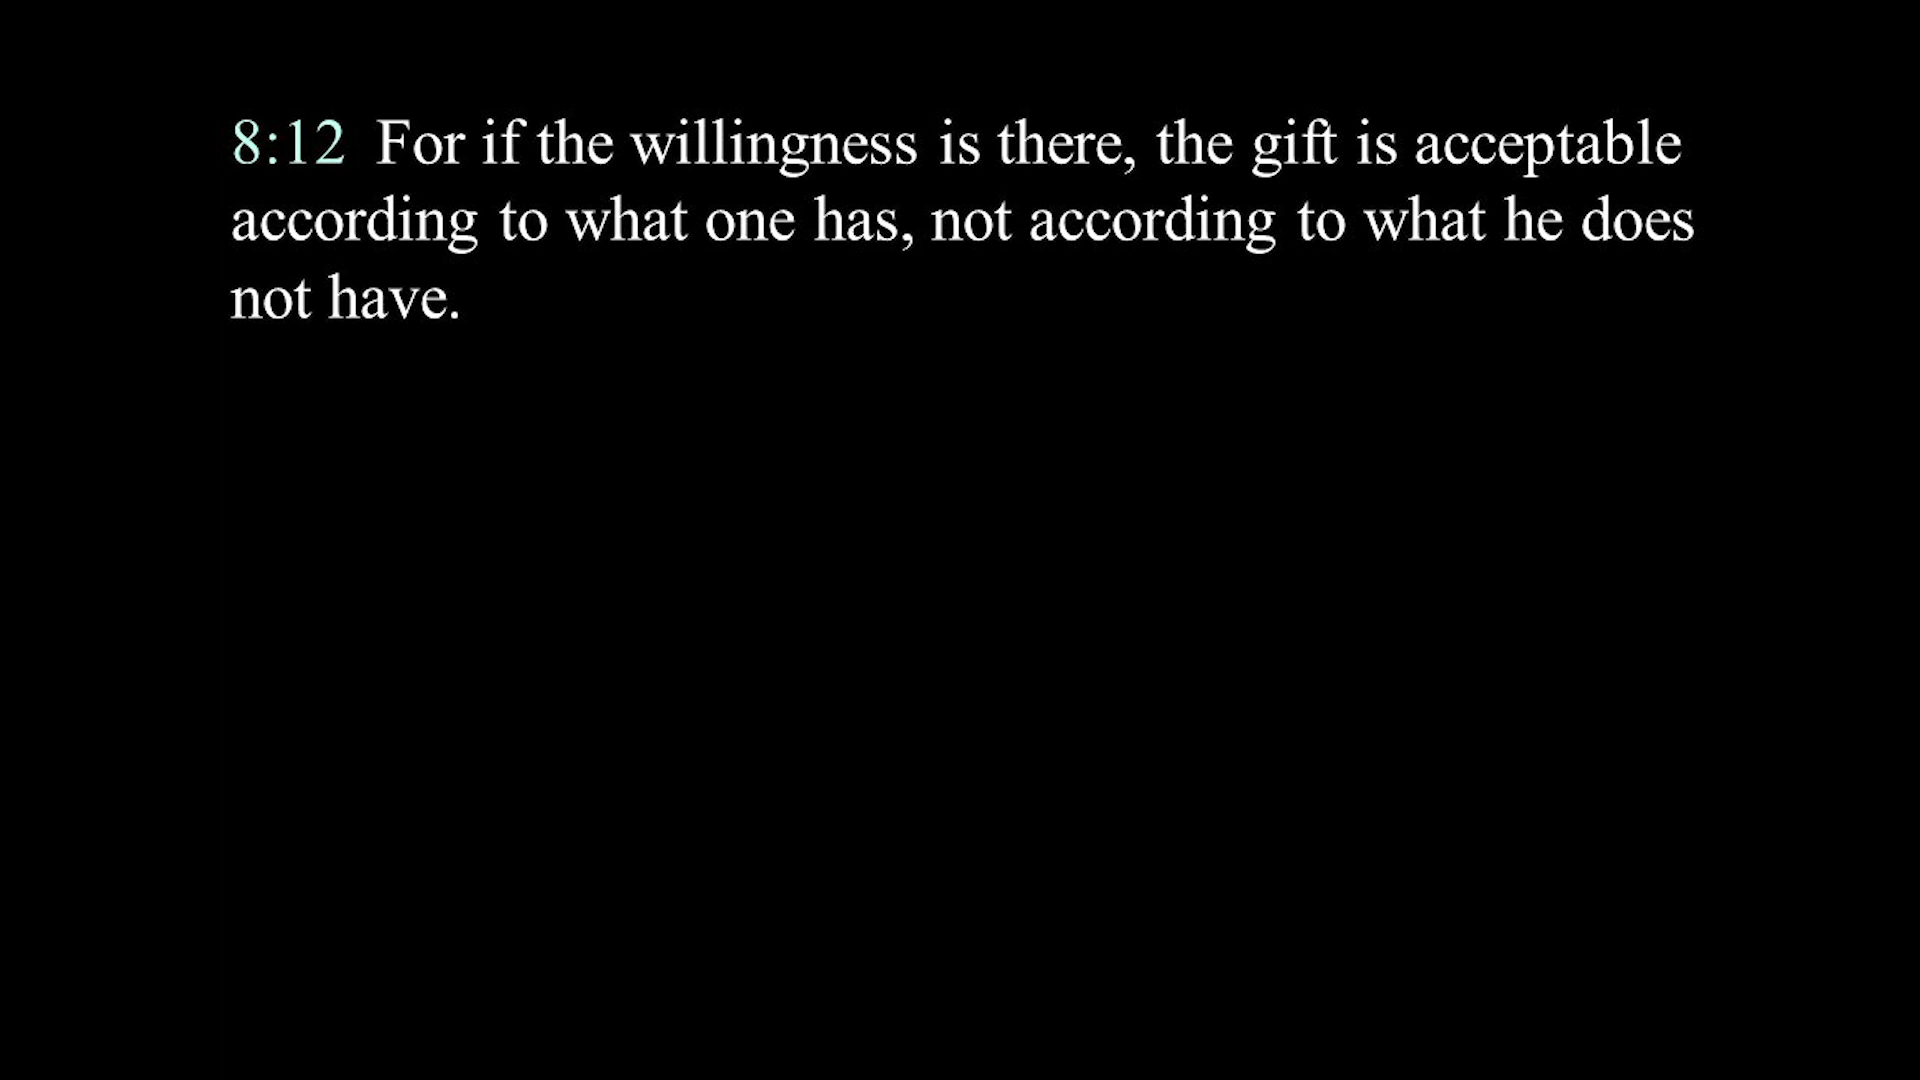 8:12 For if the willingness is there, the gift is acceptable
according to what one has, not according to what he does
not have.